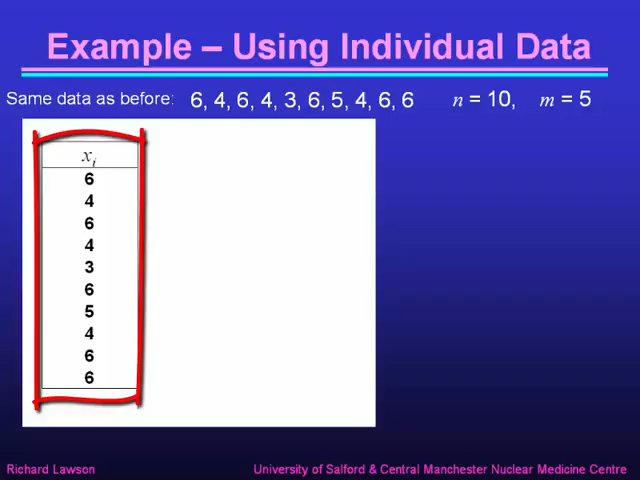 Example – Using Individual Data
Same data as before: 6, 4, 6, 4, 3, 6, 5, 4, 6, 6 n = 10, m = 5
xi
6
4
6
4
3
6
5
4
6
6
Richard Lawson University of Salford & Central Manchester Nuclear Medicine Centre